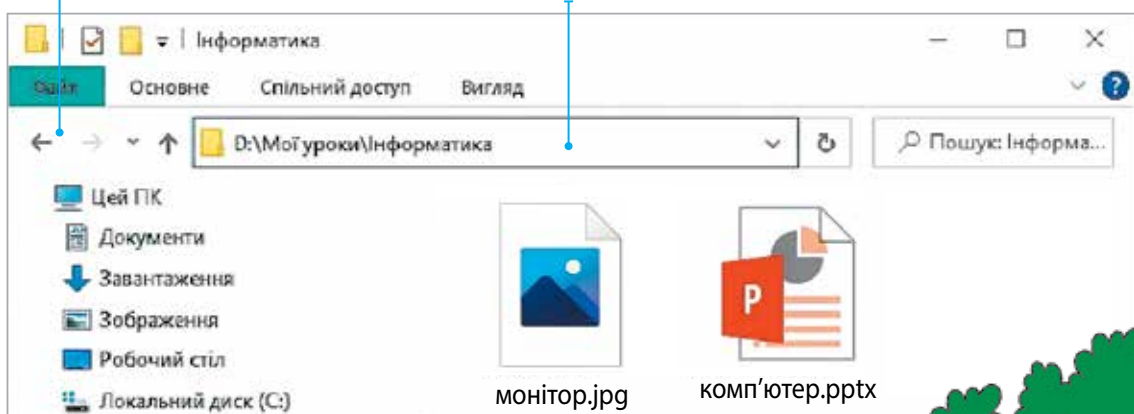 Інформатика
Файл Основне Спільний доступ Вигляд
D:\Мої уроки\Інформатика Пошук: Інформа...
Цей ПК
Документи
Завантаження
Зображення
Робочий стіл
Локальний диск (C:)
монітор.jpg комп'ютер.pptx
P